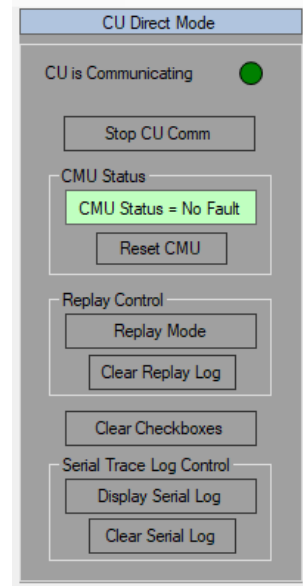 CU Direct Mode
CU is Communicating
Stop CU Comm
CMU Status
CMU Status = No Fault
Reset CMU
Replay Control
Replay Mode
Clear Replay Log
Clear Checkboxes
Serial Trace Log Control
Display Serial Log
Clear Serial Log